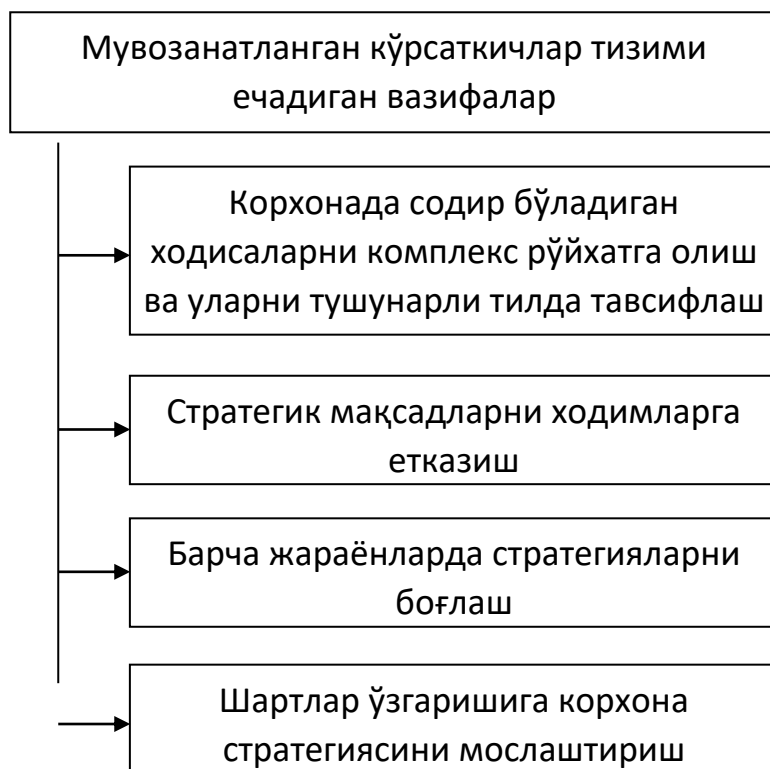 Мувозанатланган кўрсаткичлар тизими
ечадиган вазифалар
Корхонада содир бўладиган
ходисаларни комплекс рўйхатга олиш
ва уларни тушунарли тилда тавсифлаш
Стратегик мақсадларни ходимларга
етказиш
Барча жараёнларда стратегияларни
боғлаш
Шартлар ўзгаришига корхона
стратегиясини мослаштириш